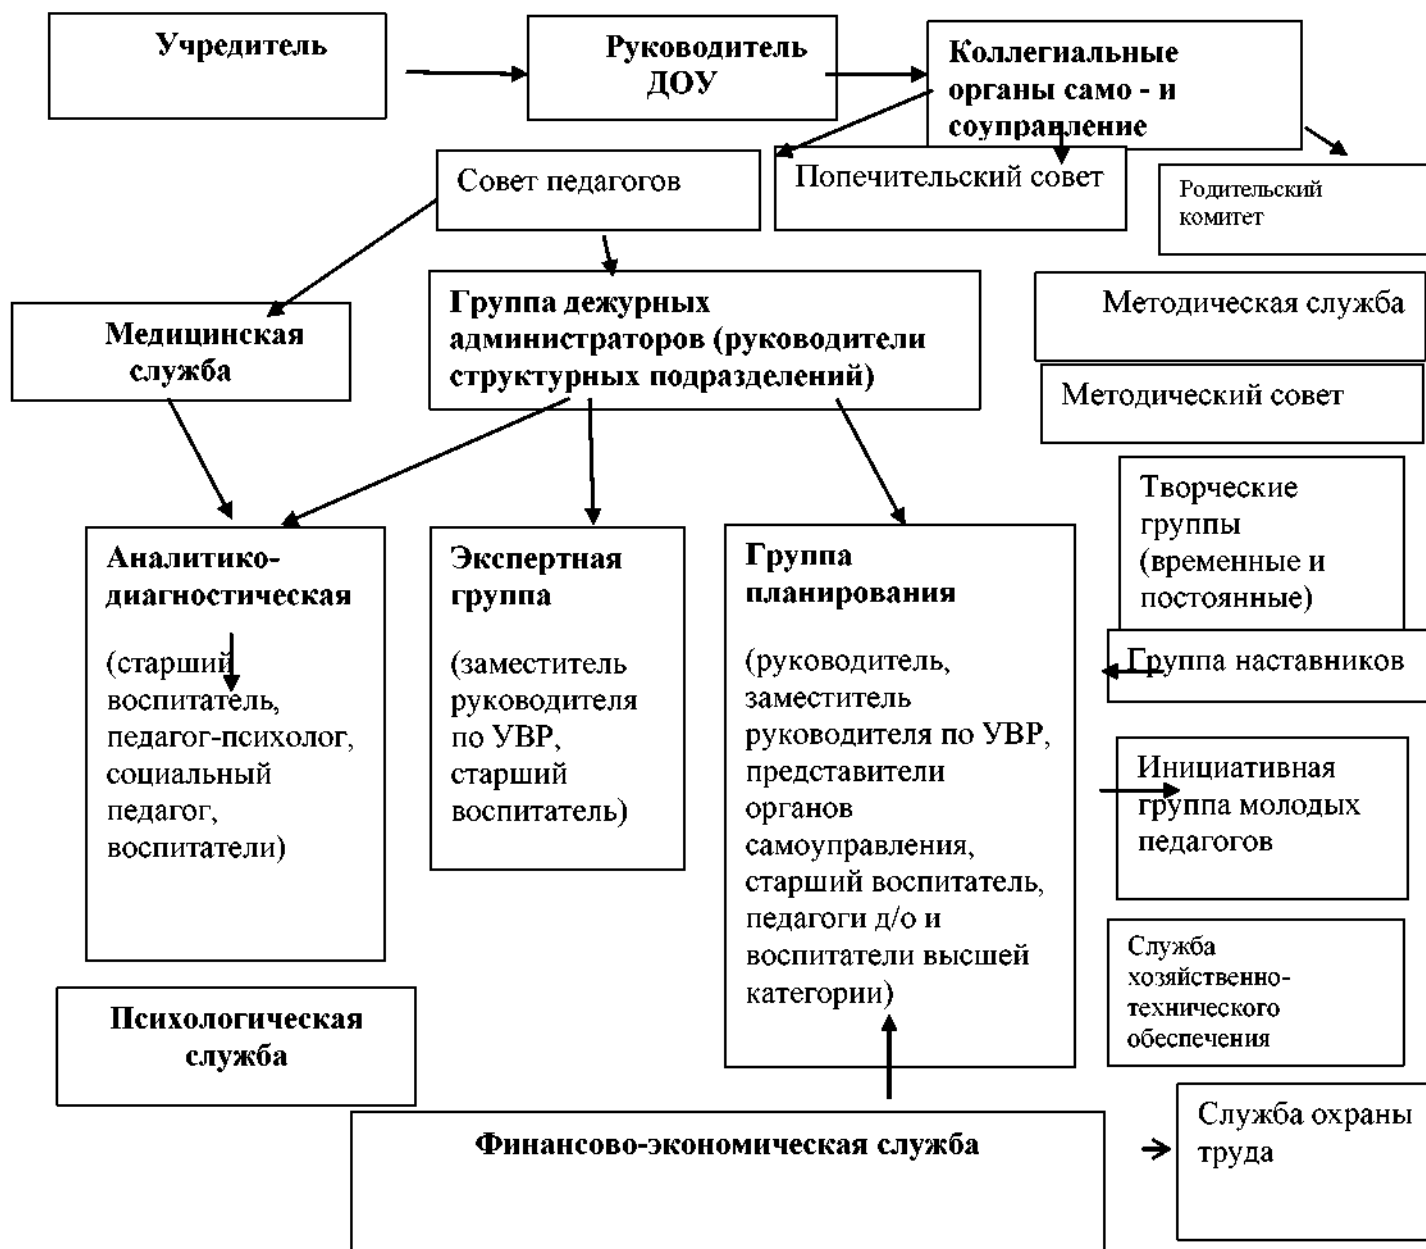 Учредитель
Руководитель
ДОУ
Коллегиальные
органы само - и
соуправление
Совет педагогов
Попечительский совет
Родительский
комитет
Медицинская
служба
Группа дежурных
администраторов (руководители
структурных подразделений)
Методическая служба
Методический совет
Творческие
группы
(временные и
постоянные)
Группа наставников
Инициативная
группа молодых
педагогов
Аналитико-
диагностическая
(старший
воспитатель,
педагог-психолог,
социальный
педагог,
воспитатели)
Экспертная
группа
(заместитель
руководителя
по УВР,
старший
воспитатель)
Группа
планирования
(руководитель,
заместитель
руководителя по УВР,
представители
органов
самоуправления,
старший воспитатель,
педагоги д/о и
воспитатели высшей
категории)
Служба
хозяйственно-
технического
обеспечения
Психологическая
служба
Финансово-экономическая служба
Служба охраны
труда